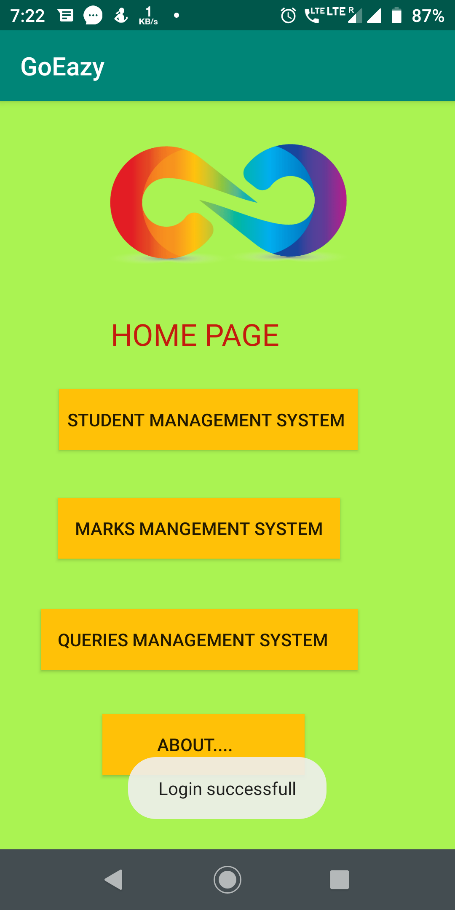 7:22 1 KB/s LTE LTE R 87%
GoEazy
HOME PAGE
STUDENT MANAGEMENT SYSTEM
MARKS MANGEMENT SYSTEM
QUERIES MANAGEMENT SYSTEM
ABOUT....
Login successfull